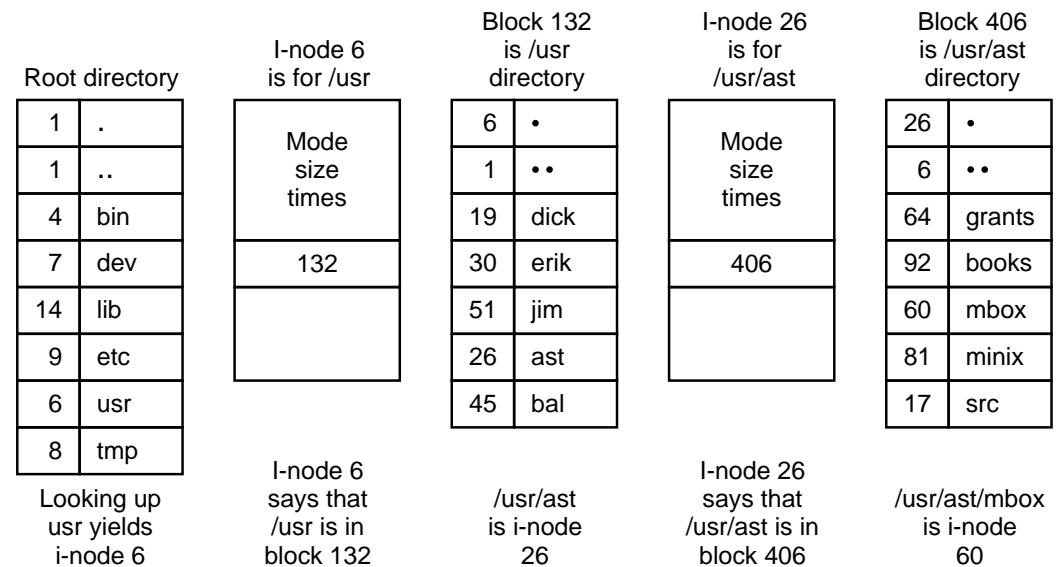 Root directory
1 .
1 ..
4 bin
7 dev
14 lib
9 etc
6 usr
8 tmp
Looking up
usr yields
i-node 6
I-node 6
is for /usr
Mode
size
times
132
I-node 6
says that
/usr is in
block 132
Block 132
is /usr
directory
6 •
1 ••
19 dick
30 erik
51 jim
26 ast
45 bal
/usr/ast
is i-node
26
I-node 26
is for
/usr/ast
Mode
size
times
406
I-node 26
says that
/usr/ast is in
block 406
Block 406
is /usr/ast
directory
26 •
6 ••
64 grants
92 books
60 mbox
81 minix
17 src
/usr/ast/mbox
is i-node
60